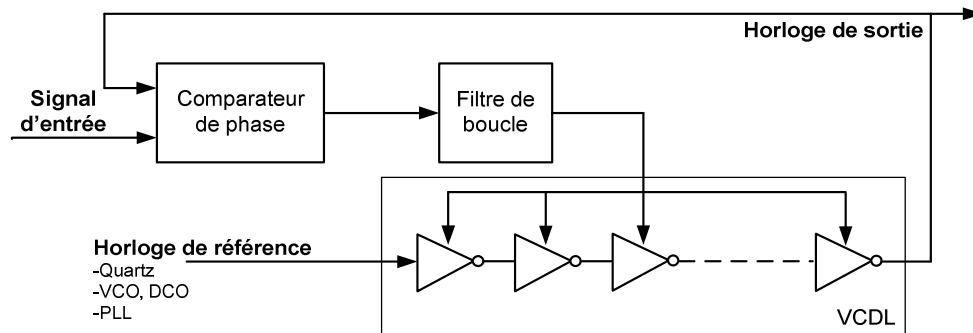 Horloge de sortie
Signal
d'entrée
Comparateur
de phase
Filtre de
boucle
Horloge de référence
-Quartz
-VCO, DCO
-PLL
VCDL